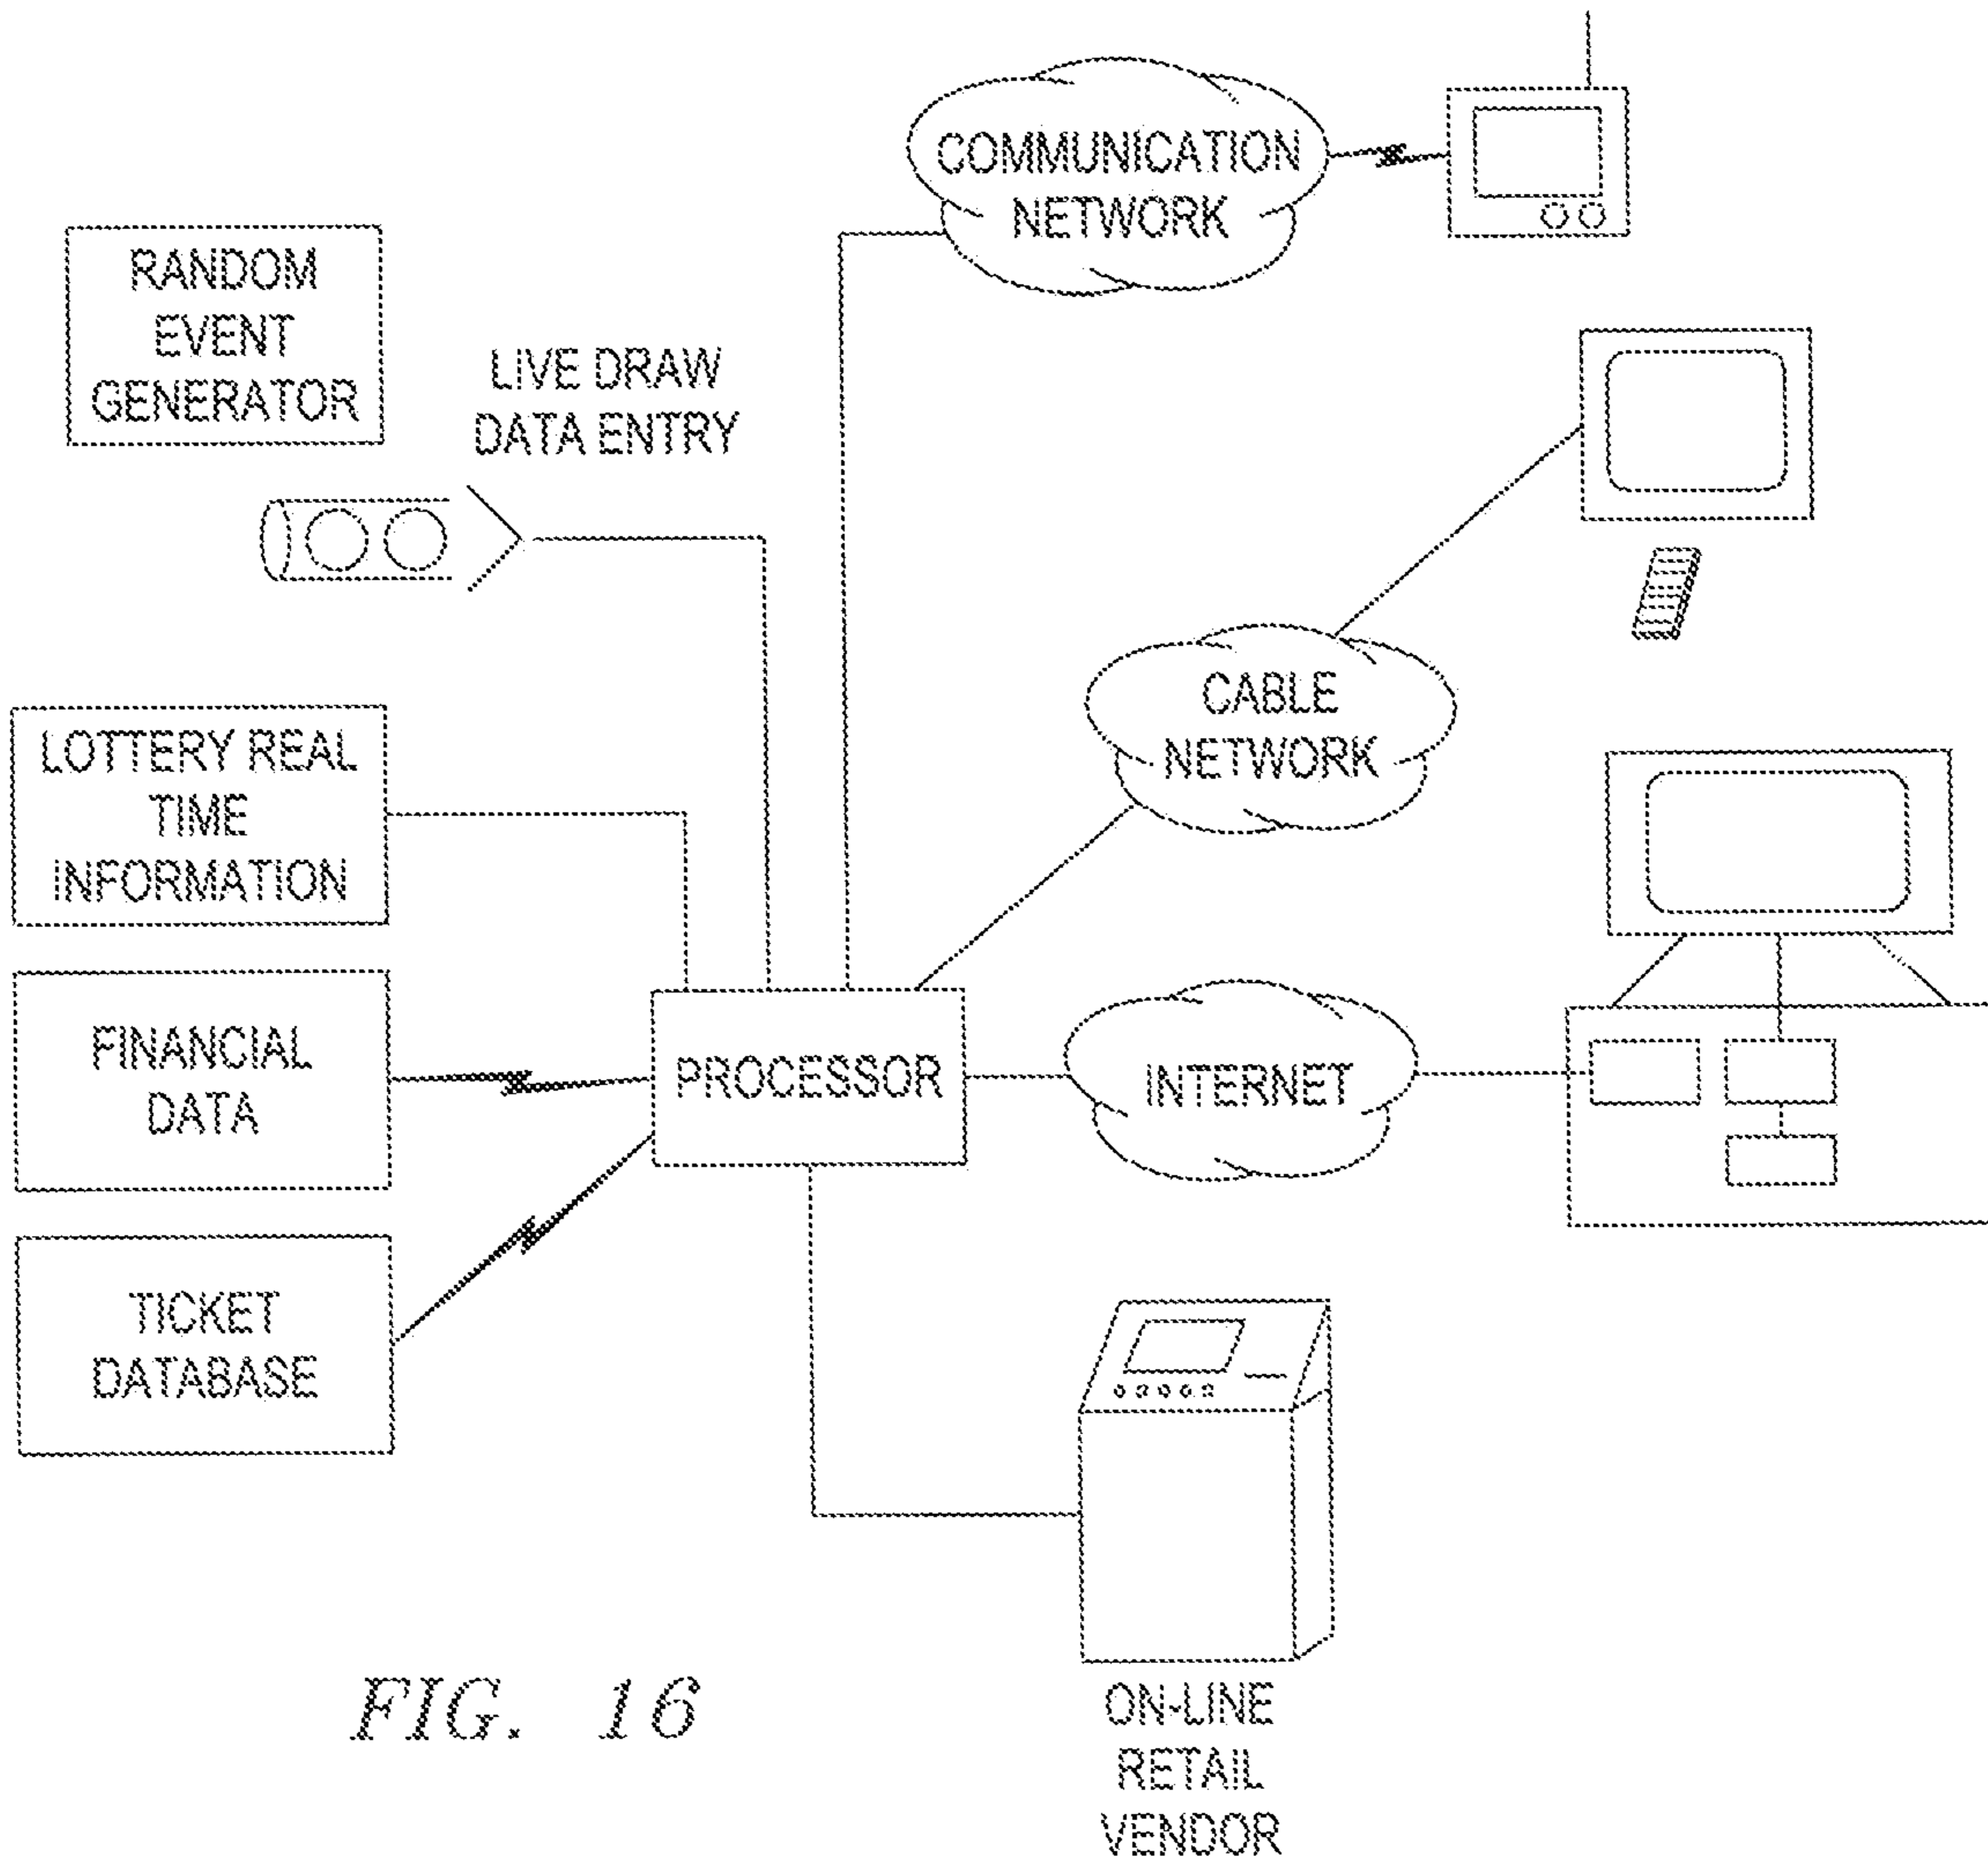 COMMUNICATION
NETWORK
RANDOM
EVENT
GENERATOR
LIVE DRAW
DATA ENTRY
CABLE
NETWORK
LOTTERY REAL
TIME
INFORMATION
FINANCIAL
DATA
PROCESSOR
INTERNET
TICKET
DATABASE
ON-LINE
RETAIL
VENDOR
FIG. 16